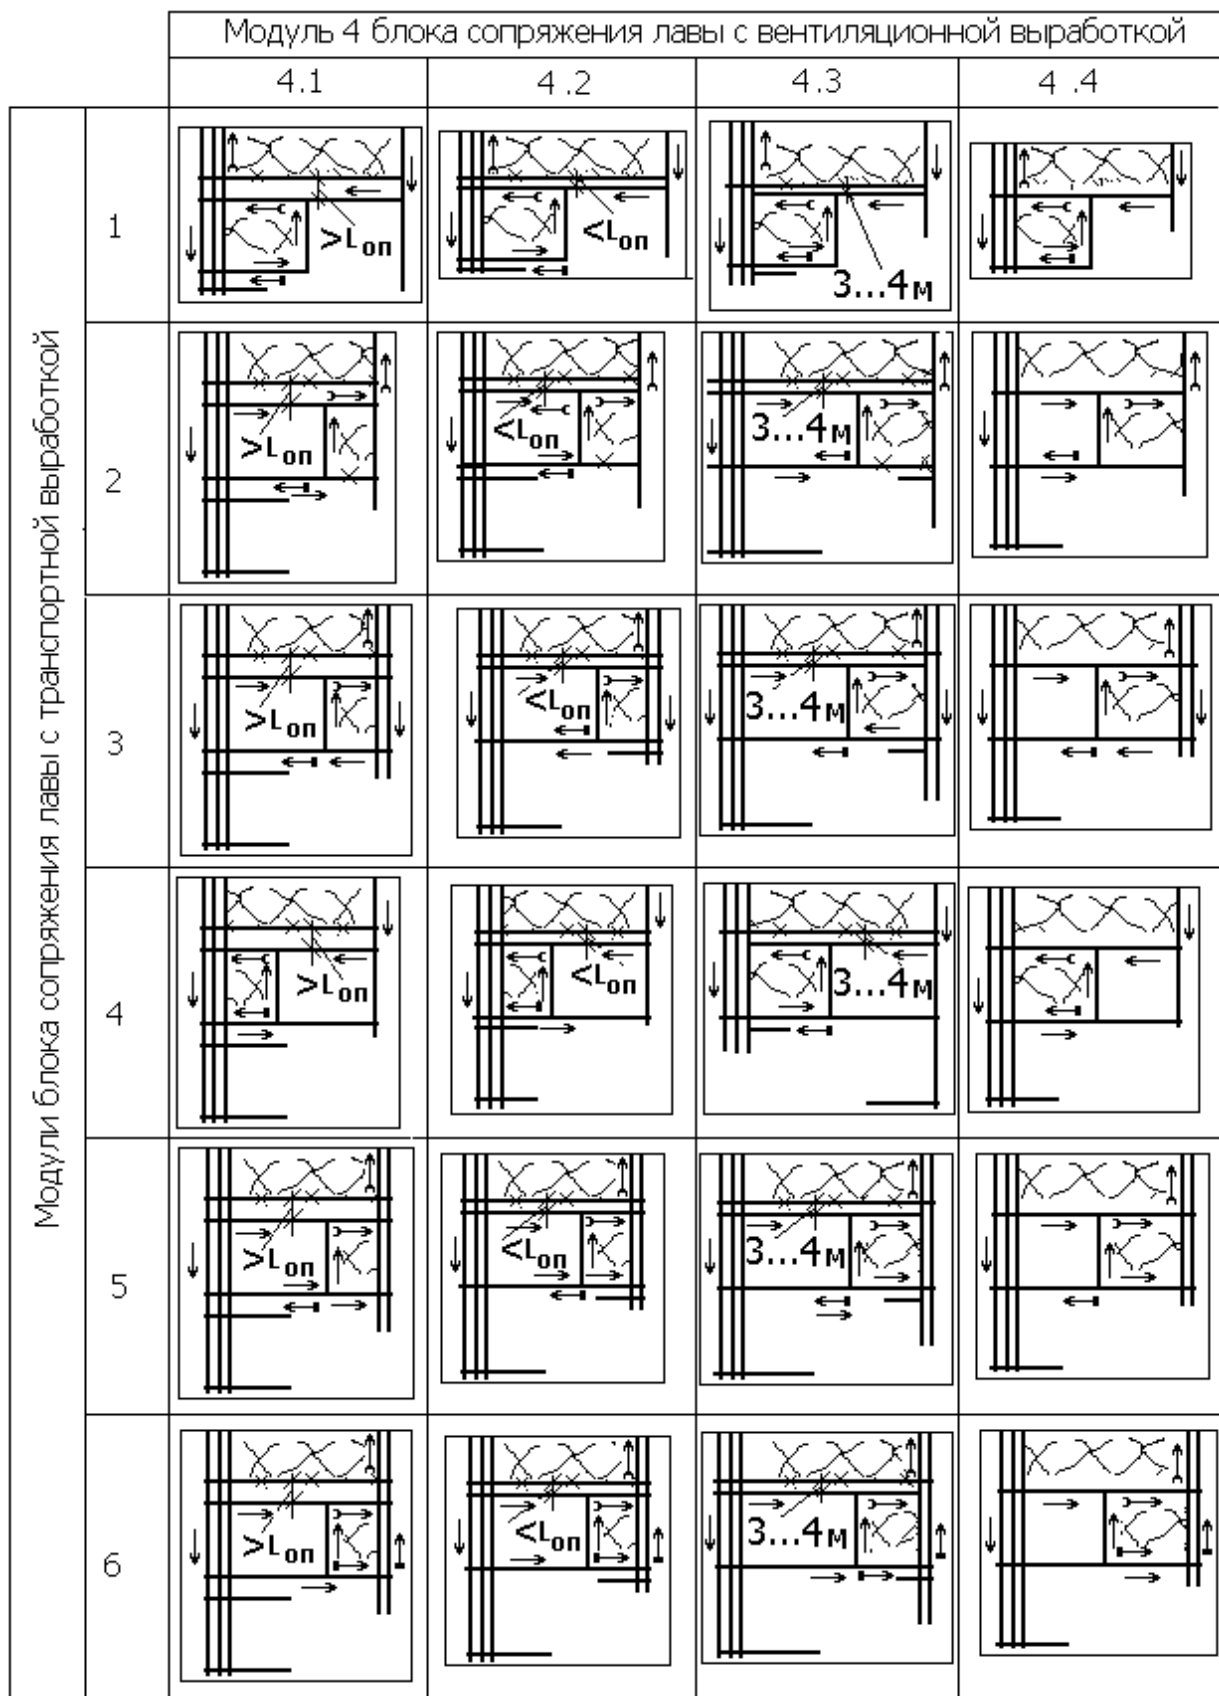 Модуль 4 блока сопряжения лавы с вентиляционной выработкой
4.1 4 .2 4.3 4 .4
Модули блока сопряжения лавы с транспортной выработкой
1
>Lоп <Lоп 3...4м
2
>Lоп <Lоп 3...4м
3
>Lоп <Lоп 3...4м
4
>Lоп <Lоп 3...4м
5
>Lоп <Lоп 3...4м
6
>Lоп <Lоп 3...4м